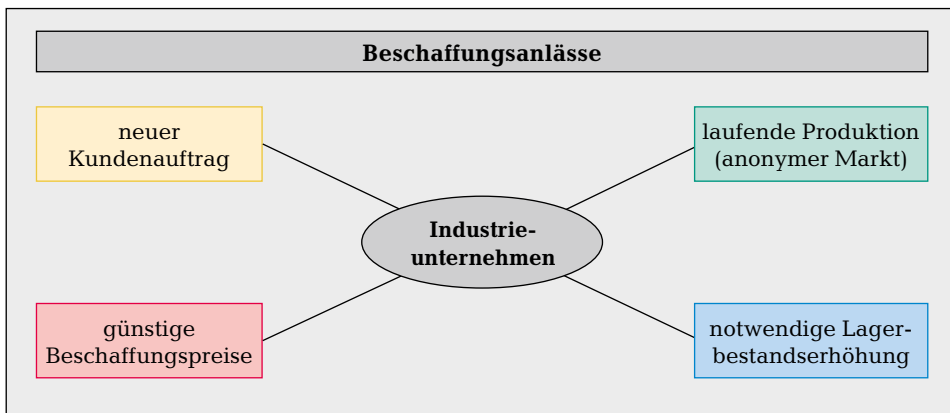 Beschaffungsanlässe
neuer
Kundenauftrag
laufende Produktion
(anonymer Markt)
Industrie-
unternehmen
günstige
Beschaffungspreise
notwendige Lager-
bestandserhöhung